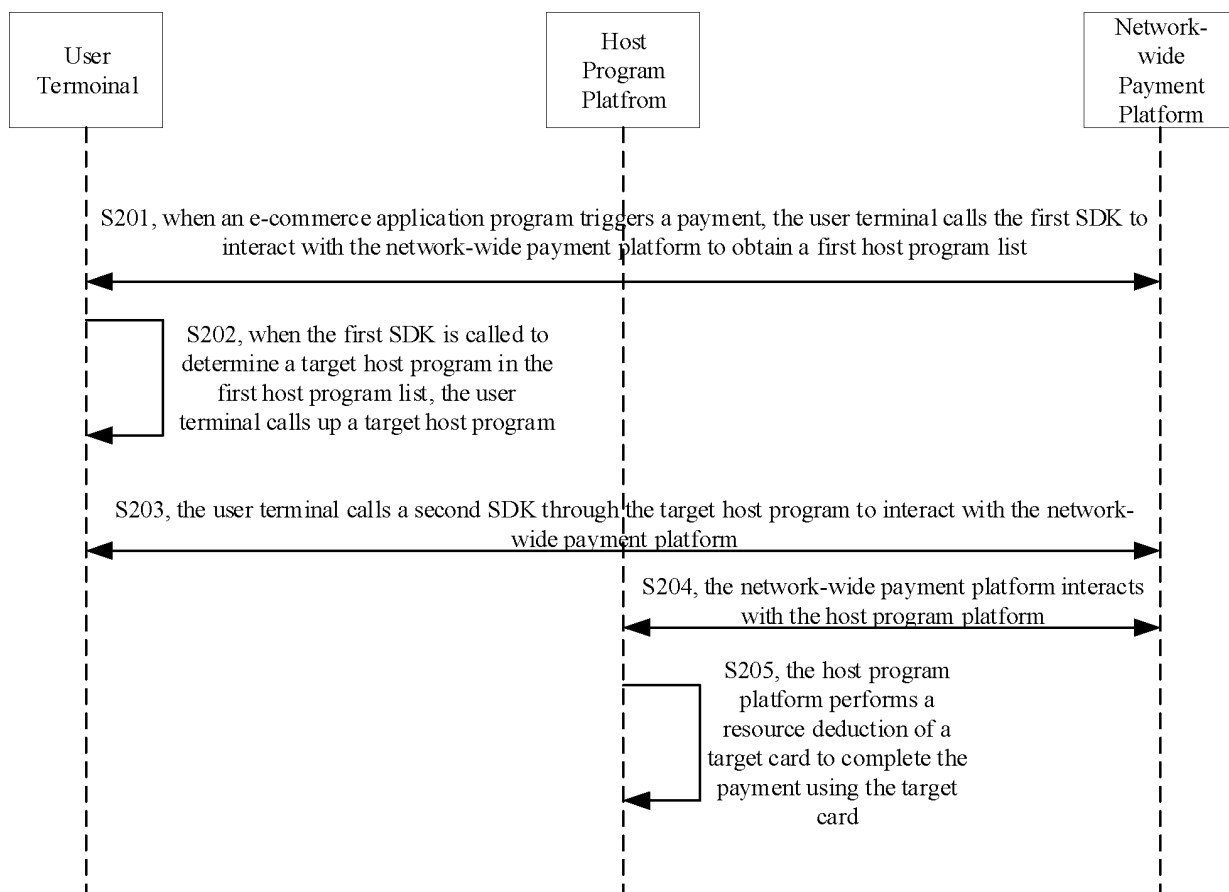 User
Termoinal
Host
Program
Platfrom
Network-
wide
Payment
Platform
S201, when an e-commerce application program triggers a payment, the user terminal calls the first SDK to
interact with the network-wide payment platform to obtain a first host program list
S202, when the first SDK is called to
determine a target host program in the
first host program list, the user
terminal calls up a target host program
S203, the user terminal calls a second SDK through the target host program to interact with the network-
wide payment platform
S204, the network-wide payment platform interacts
with the host program platform
S205, the host program
platform performs a
resource deduction of a
target card to complete the
payment using the target
card